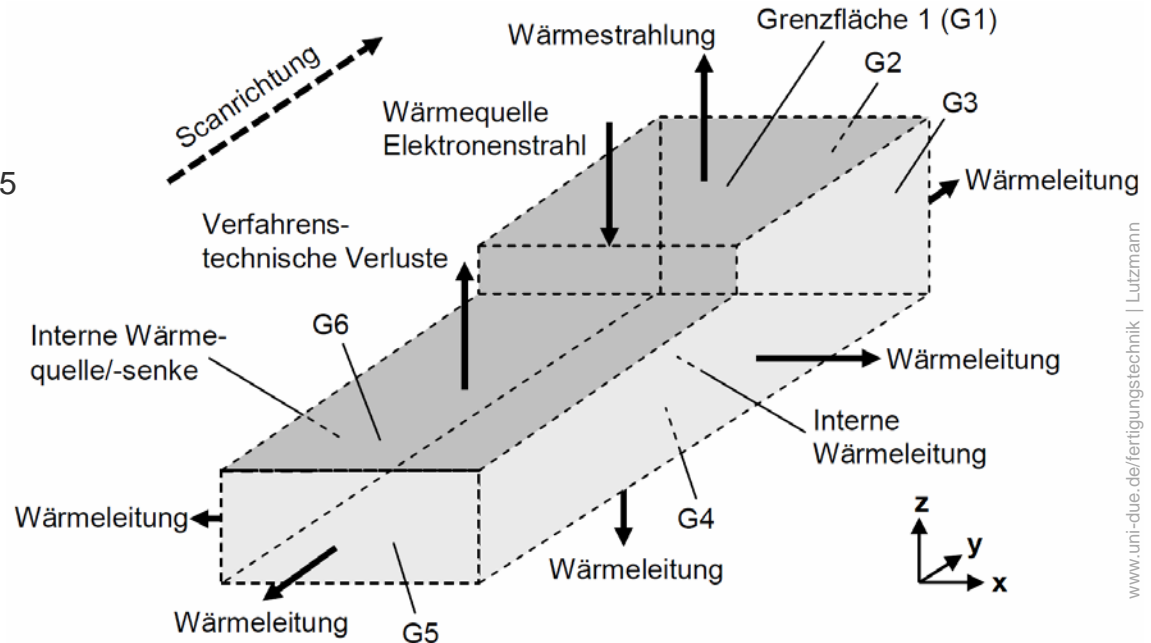 Grenzfläche 1 (G1)
Wärmestrahlung
G2
Scanrichtung
G3
Wärmequelle
Elektronenstrahl
5
Wärmeleitung
Verfahrens-
technische Verluste
Interne Wärme-
quelle/-senke
G6
Wärmeleitung
Interne
Wärmeleitung
G4
Wärmeleitung
Wärmeleitung
z
y
x
Wärmeleitung
G5
www.uni-due.de/fertigungstechnik | Lutzmann